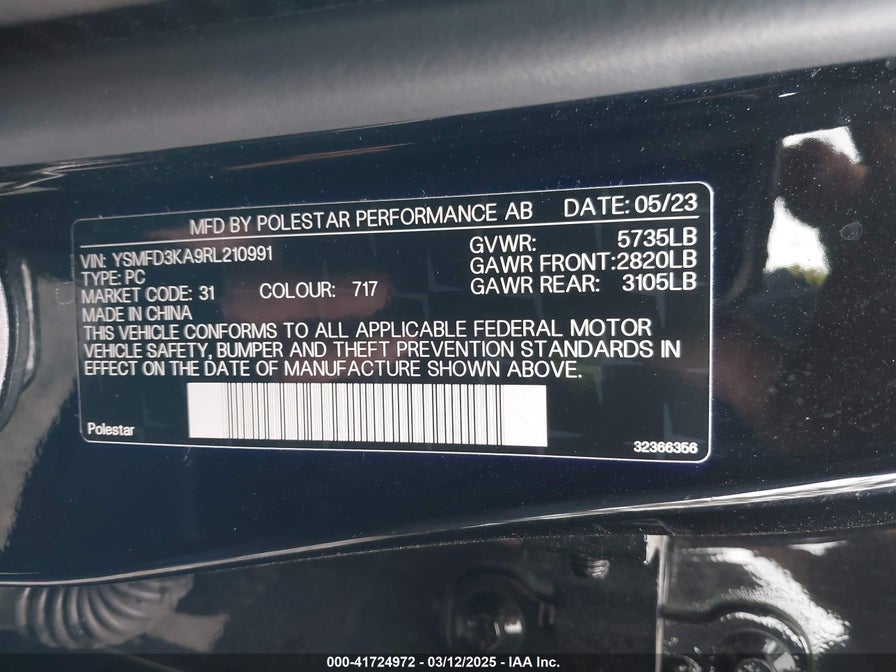 MFD BY POLESTAR PERFORMANCE AB DATE: 05/23
VIN: YSMFD3KA9RL210991
TYPE: PC
MARKET CODE: 31 COLOUR: 717
MADE IN CHINA
GVWR: 5735LB
GAWR FRONT:2820LB
GAWR REAR: 3105LB
THIS VEHICLE CONFORMS TO ALL APPLICABLE FEDERAL MOTOR
VEHICLE SAFETY, BUMPER AND THEFT PREVENTION STANDARDS IN
EFFECT ON THE DATE OF MANUFACTURE SHOWN ABOVE.
Polestar
32366356
000-41724972 - 03/12/2025 - IAA Inc.